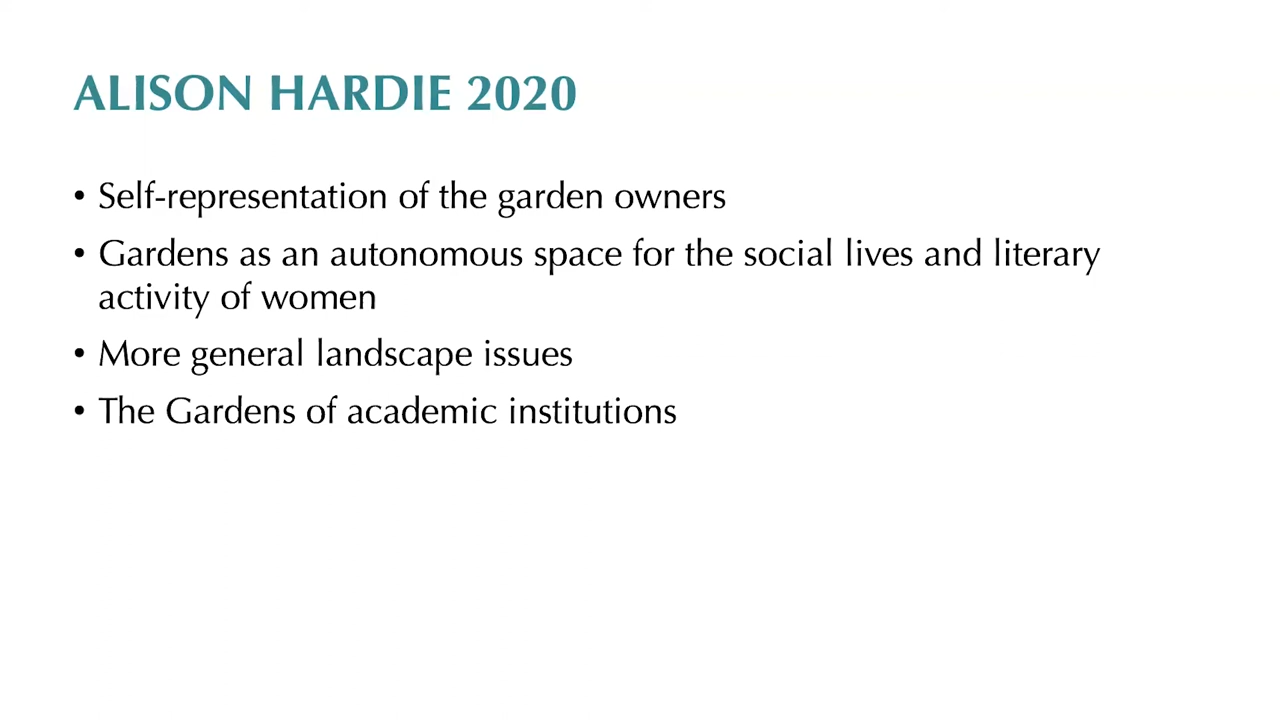 ALISON HARDIE 2020
• Self-representation of the garden owners
• Gardens as an autonomous space for the social lives and literary
activity of women
• More general landscape issues
• The Gardens of academic institutions